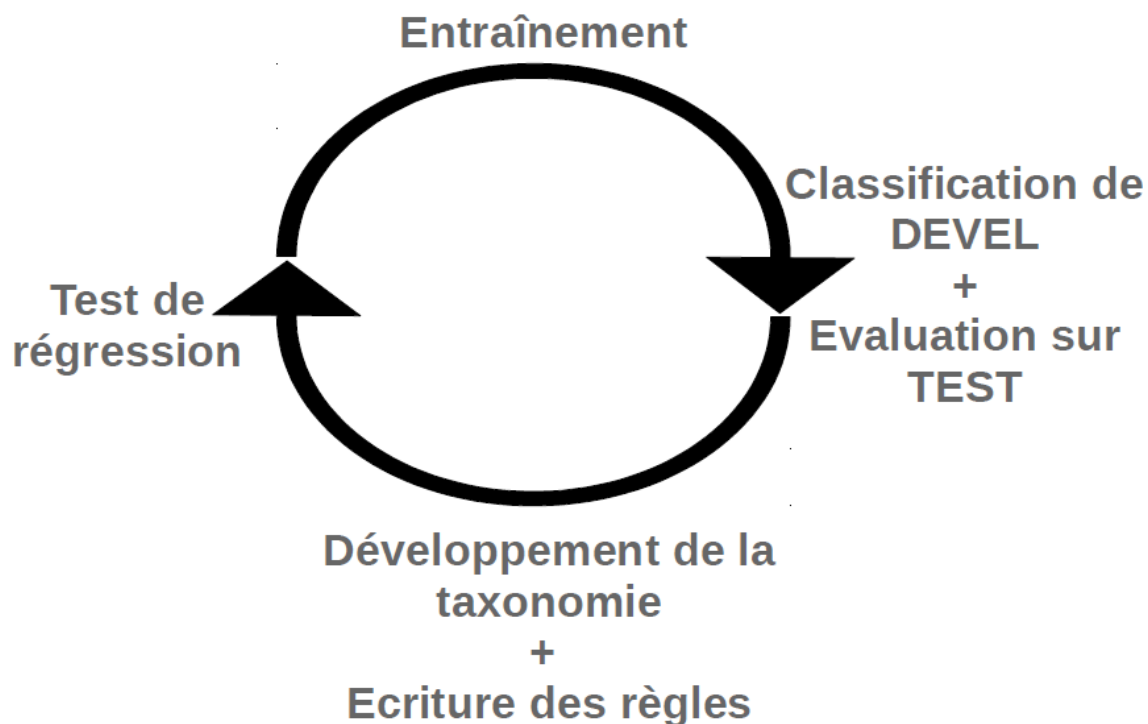 Entraînement
Classification de
DEVEL
+
Evaluation sur
TEST
Test de
régression
Développement de la
taxonomie
+
Ecriture des règles